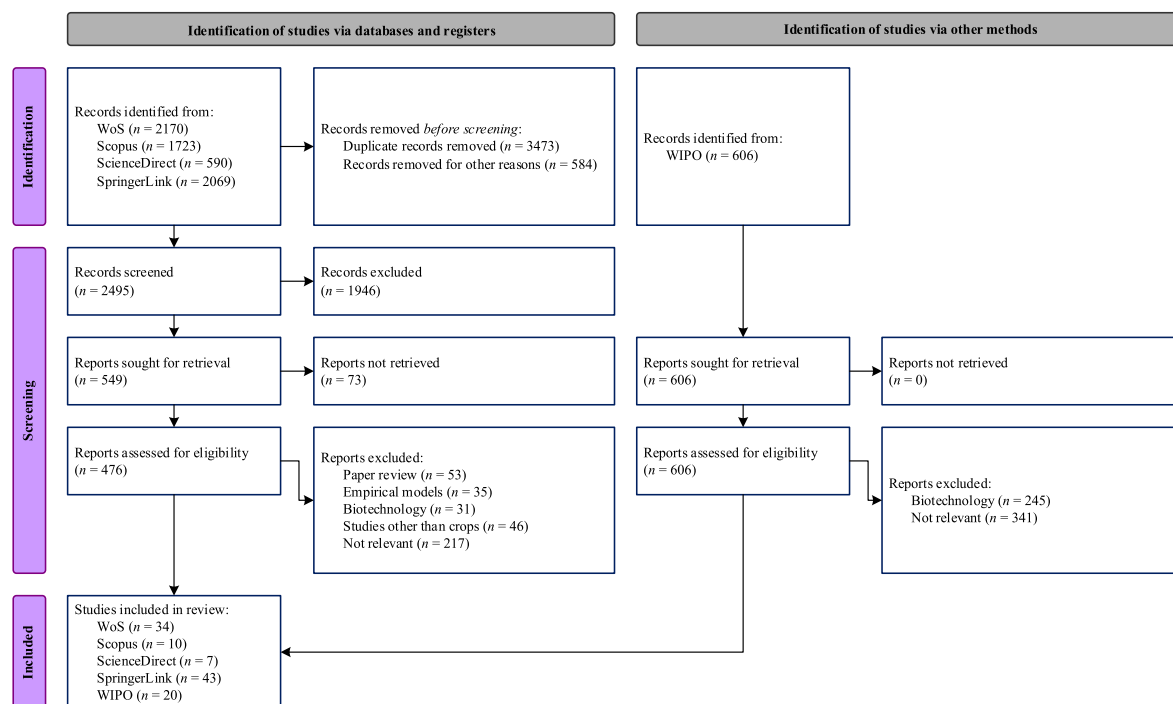 Identification of studies via databases and registers
Identification of studies via other methods
Identification
Records identified from:
WoS (n = 2170)
Scopus (n = 1723)
ScienceDirect (n = 590)
SpringerLink (n = 2069)
Records removed before screening:
Duplicate records removed (n = 3473)
Records removed for other reasons (n = 584)
Records identified from:
WIPO (n = 606)
Screening
Records screened
(n = 2495)
Records excluded
(n = 1946)
Reports sought for retrieval
(n = 549)
Reports not retrieved
(n = 73)
Reports sought for retrieval
(n = 606)
Reports not retrieved
(n = 0)
Reports assessed for eligibility
(n = 476)
Reports excluded:
Paper review (n = 53)
Empirical models (n = 35)
Biotechnology (n = 31)
Studies other than crops (n = 46)
Not relevant (n = 217)
Reports assessed for eligibility
(n = 606)
Reports excluded:
Biotechnology (n = 245)
Not relevant (n = 341)
Included
Studies included in review:
WoS (n = 34)
Scopus (n = 10)
ScienceDirect (n = 7)
SpringerLink (n = 43)
WIPO (n = 20)